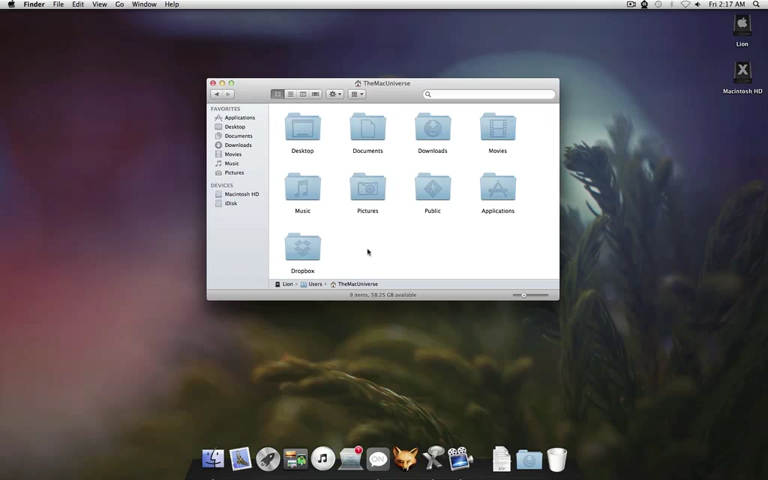 Finder File Edit View Go Window Help
Fri 2:17 AM
Lion
Macintosh HD
TheMacUniverse
FAVORITES
Applications
Desktop
Documents
Downloads
Movies
Music
Pictures
DEVICES
Macintosh HD
iDisk
Desktop Documents Downloads Movies
Music Pictures Public Applications
Dropbox
Lion Users TheMacUniverse
9 items, 58.25 GB available
ON